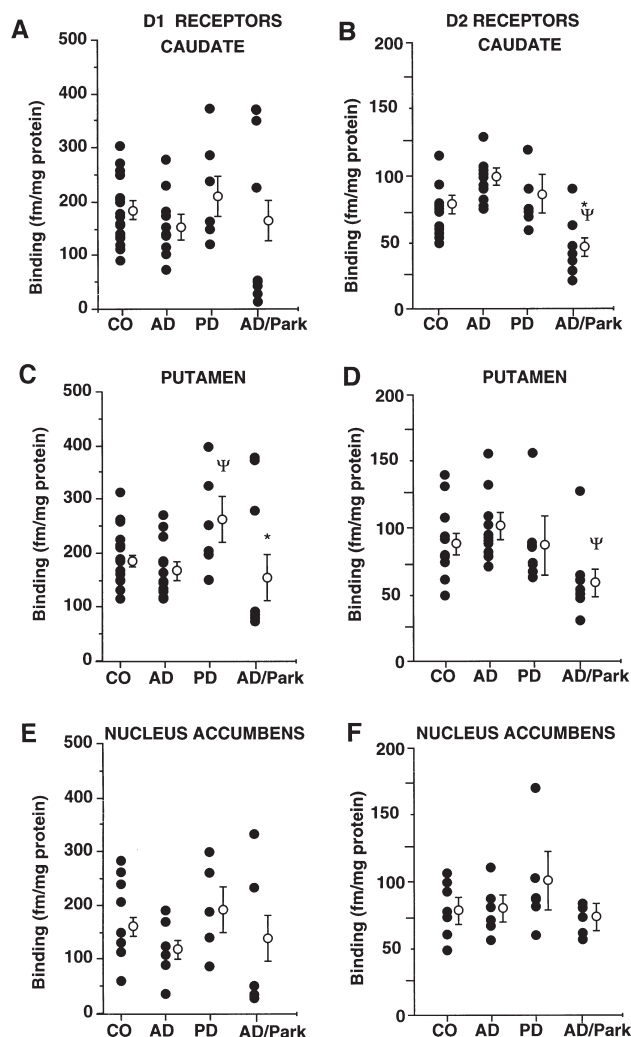 A
D1 RECEPTORS
CAUDATE
500
400
300
200
100
0
Binding (fm/mg protein)
CO AD PD AD/Park
B
D2 RECEPTORS
CAUDATE
200
150
100
50
0
Binding (fm/mg protein)
*
Ψ
CO AD PD AD/Park
C
PUTAMEN
500
400
300
200
100
0
Binding (fm/mg protein)
Ψ
*
CO AD PD AD/Park
D
PUTAMEN
200
150
100
50
0
Binding (fm/mg protein)
Ψ
CO AD PD AD/Park
E
NUCLEUS ACCUMBENS
500
400
300
200
100
0
Binding (fm/mg protein)
CO AD PD AD/Park
F
NUCLEUS ACCUMBENS
200
150
100
50
0
Binding (fm/mg protein)
CO AD PD AD/Park